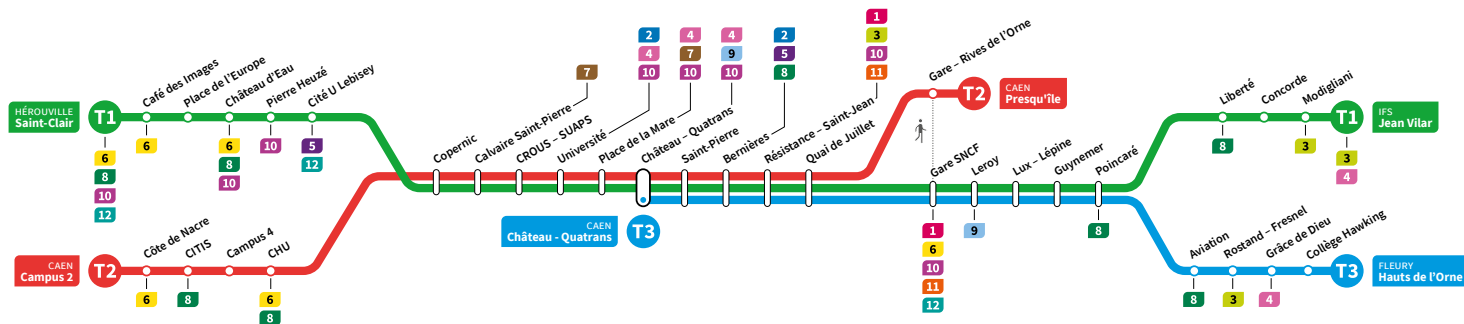 HÉROUVILLE
Saint-Clair
T1
6
8
10
12
Café des Images
6
Place de l'Europe
Château d'Eau
6
8
10
Pierre Heuzé
10
Cité U Lebisey
5
12
CAEN
Campus 2
T2
Côte de Nacre
6
CITIS
8
Campus 4
CHU
6
8
Copernic
Calvaire Saint-Pierre
7
CROUS – SUAPS
Université
2
4
10
Place de la Mare
4
7
10
Château – Quatrans
4
9
10
CAEN
Château - Quatrans
T3
Saint-Pierre
Bernières
2
5
8
Résistance – Saint-Jean
1
3
10
11
Quai de Juillet
Gare – Rives de l'Orne
T2
CAEN
Presqu'île
Gare SNCF
1
6
10
11
12
Leroy
9
Lux – Lépine
Guynemer
Poincaré
8
Liberté
8
Concorde
Modigliani
3
T1
IFS
Jean Vilar
3
4
Aviation
8
Rostand – Fresnel
3
Grâce de Dieu
4
Collège Hawking
T3
FLEURY
Hauts de l'Orne